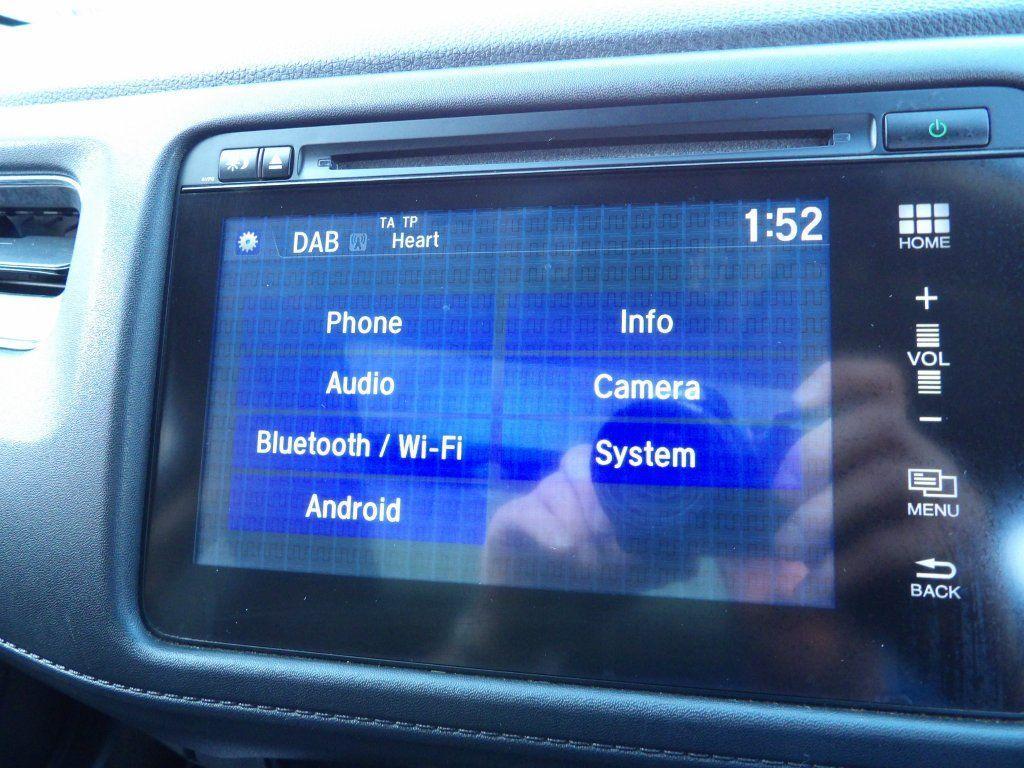 TA TP
DAB Heart 1:52
HOME
Phone Info
VOL
Audio Camera
Bluetooth / Wi-Fi System
Android
MENU
BACK